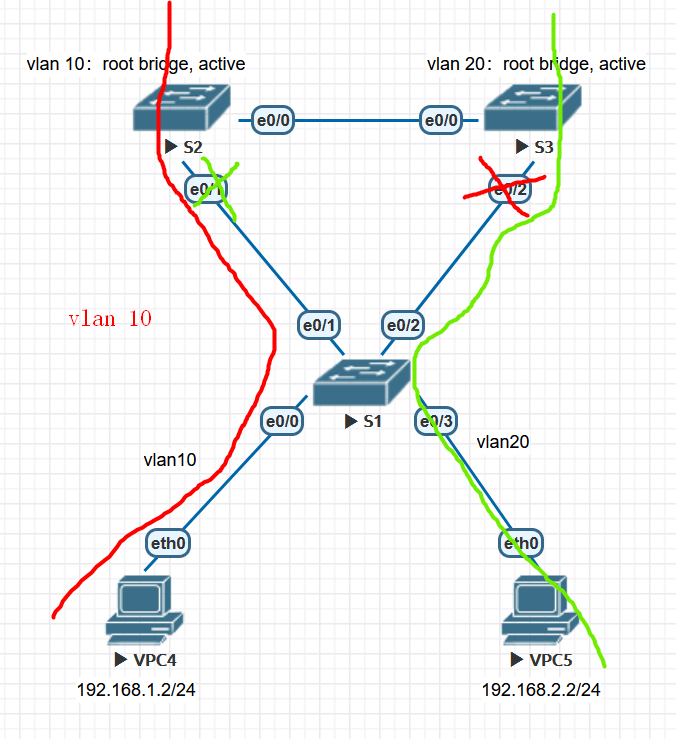 vlan 10：root bridge, active
vlan 20：root bridge, active
e0/0
e0/0
S2
S3
e0/1
e0/2
vlan 10
e0/1
e0/2
S1
e0/0
e0/3
vlan10
vlan20
eth0
eth0
VPC4
VPC5
192.168.1.2/24
192.168.2.2/24